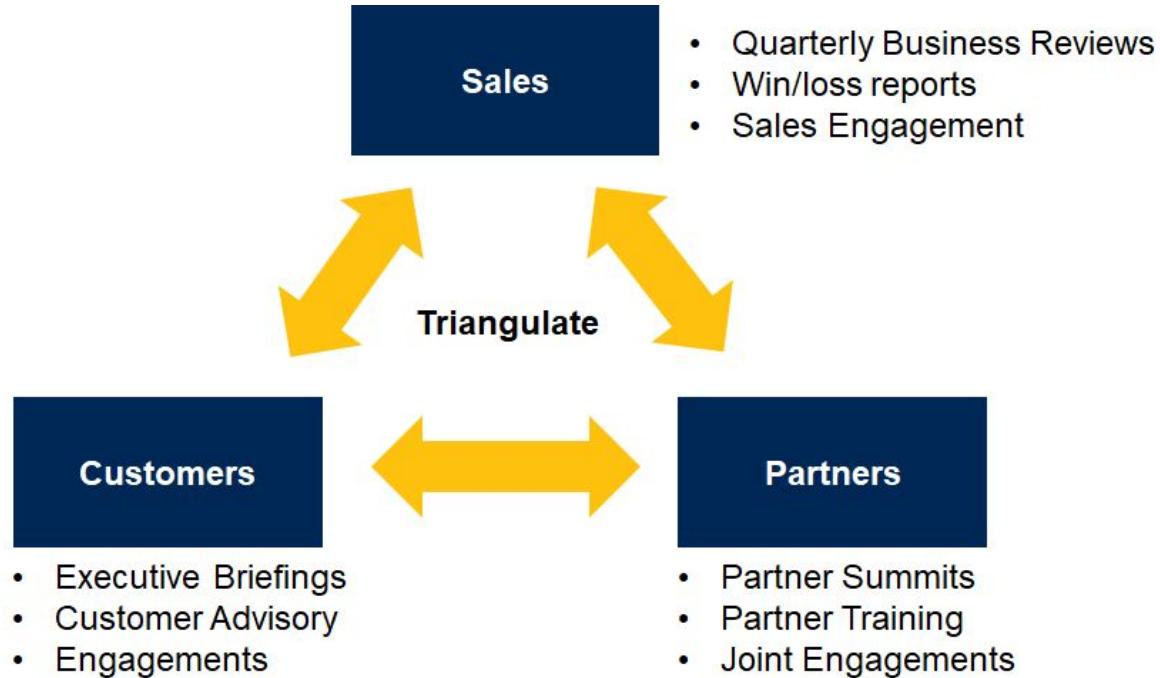 Sales
• Quarterly Business Reviews
• Win/loss reports
• Sales Engagement
Triangulate
Customers
• Executive Briefings
• Customer Advisory
• Engagements
Partners
• Partner Summits
• Partner Training
• Joint Engagements